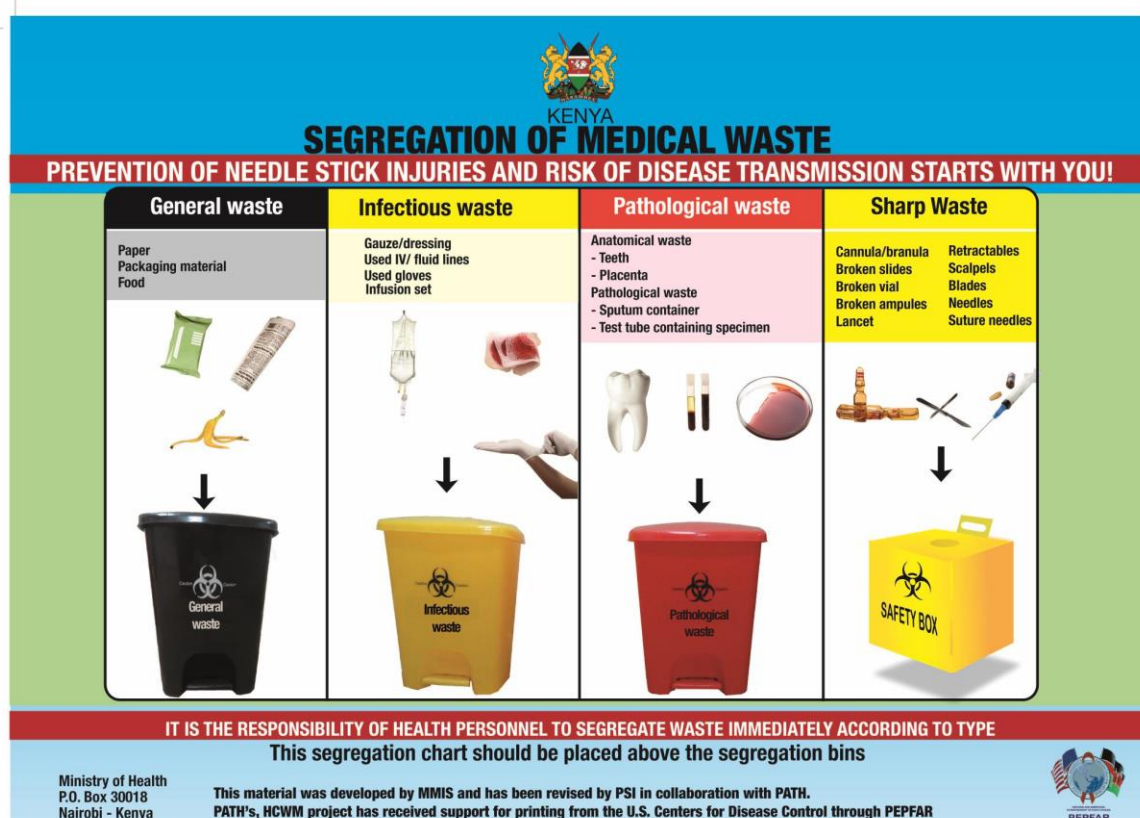 KENYA
SEGREGATION OF MEDICAL WASTE
PREVENTION OF NEEDLE STICK INJURIES AND RISK OF DISEASE TRANSMISSION STARTS WITH YOU!
General waste
Paper
Packaging material
Food
General
waste
Infectious waste
Gauze/dressing
Used IV/ fluid lines
Used gloves
Infusion set
Infectious
waste
Pathological waste
Anatomical waste
- Teeth
- Placenta
Pathological waste
- Sputum container
- Test tube containing specimen
Pathological
waste
Sharp Waste
Cannula/branula
Broken slides
Broken vial
Broken ampules
Lancet
Retractables
Scalpels
Blades
Needles
Suture needles
SAFETY BOX
IT IS THE RESPONSIBILITY OF HEALTH PERSONNEL TO SEGREGATE WASTE IMMEDIATELY ACCORDING TO TYPE
This segregation chart should be placed above the segregation bins
Ministry of Health
P.O. Box 30018
Nairobi - Kenya
This material was developed by MMIS and has been revised by PSI in collaboration with PATH.
PATH's, HCWM project has received support for printing from the U.S. Centers for Disease Control through PEPFAR
PEPFAR